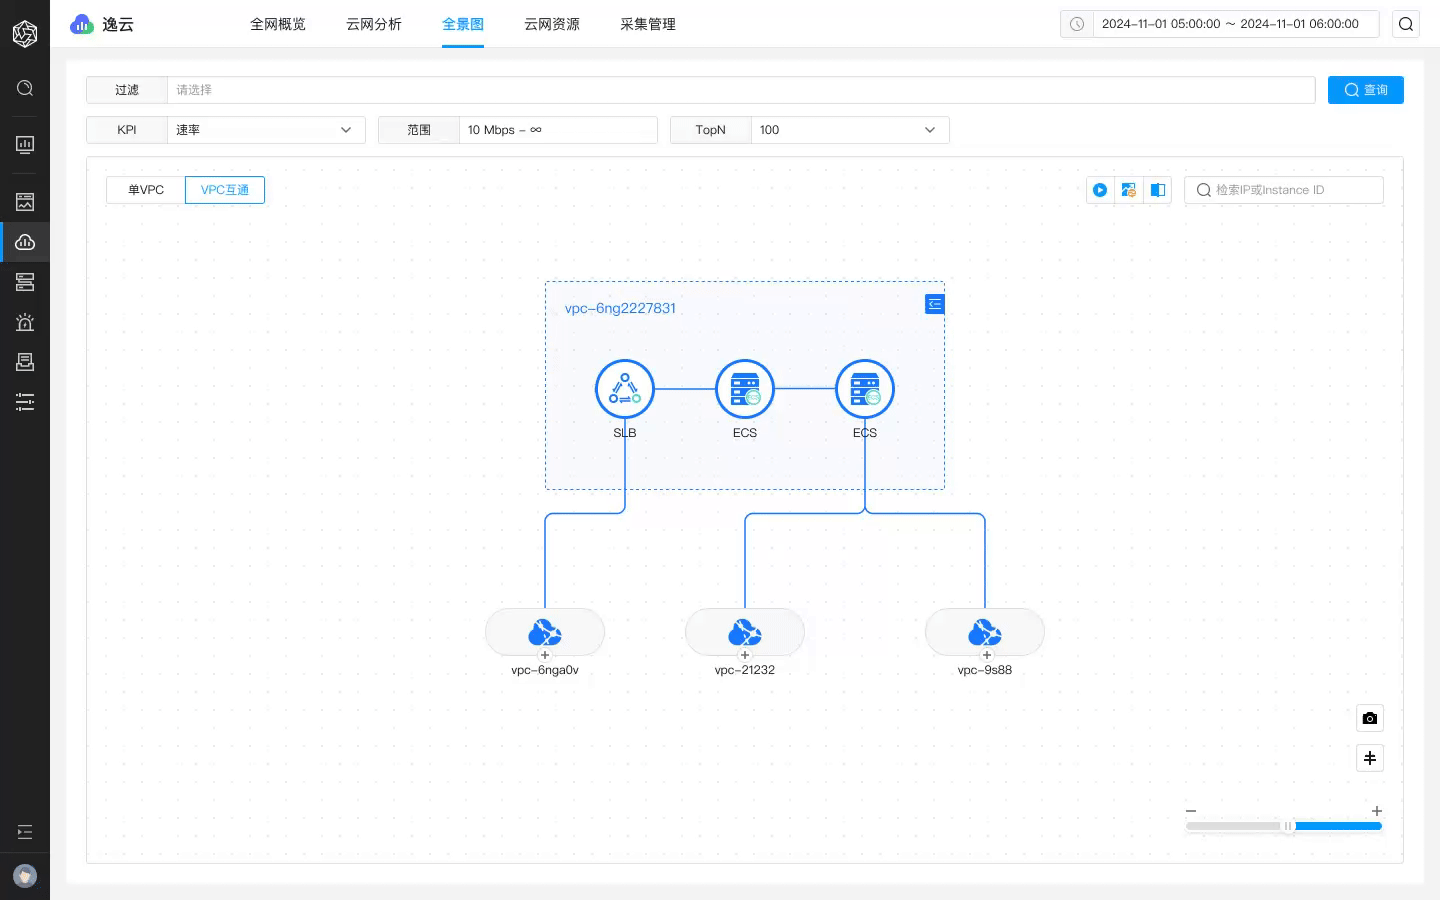 逸云
全网概览 云网分析 全景图 云网资源 采集管理
2024-11-01 05:00:00 ～ 2024-11-01 06:00:00
过滤 请选择
查询
KPI 速率 范围 10 Mbps - ∞ TopN 100
单VPC VPC互通
检索IP或Instance ID
vpc-6ng2227831
SLB ECS ECS
vpc-6nga0v vpc-21232 vpc-9s88